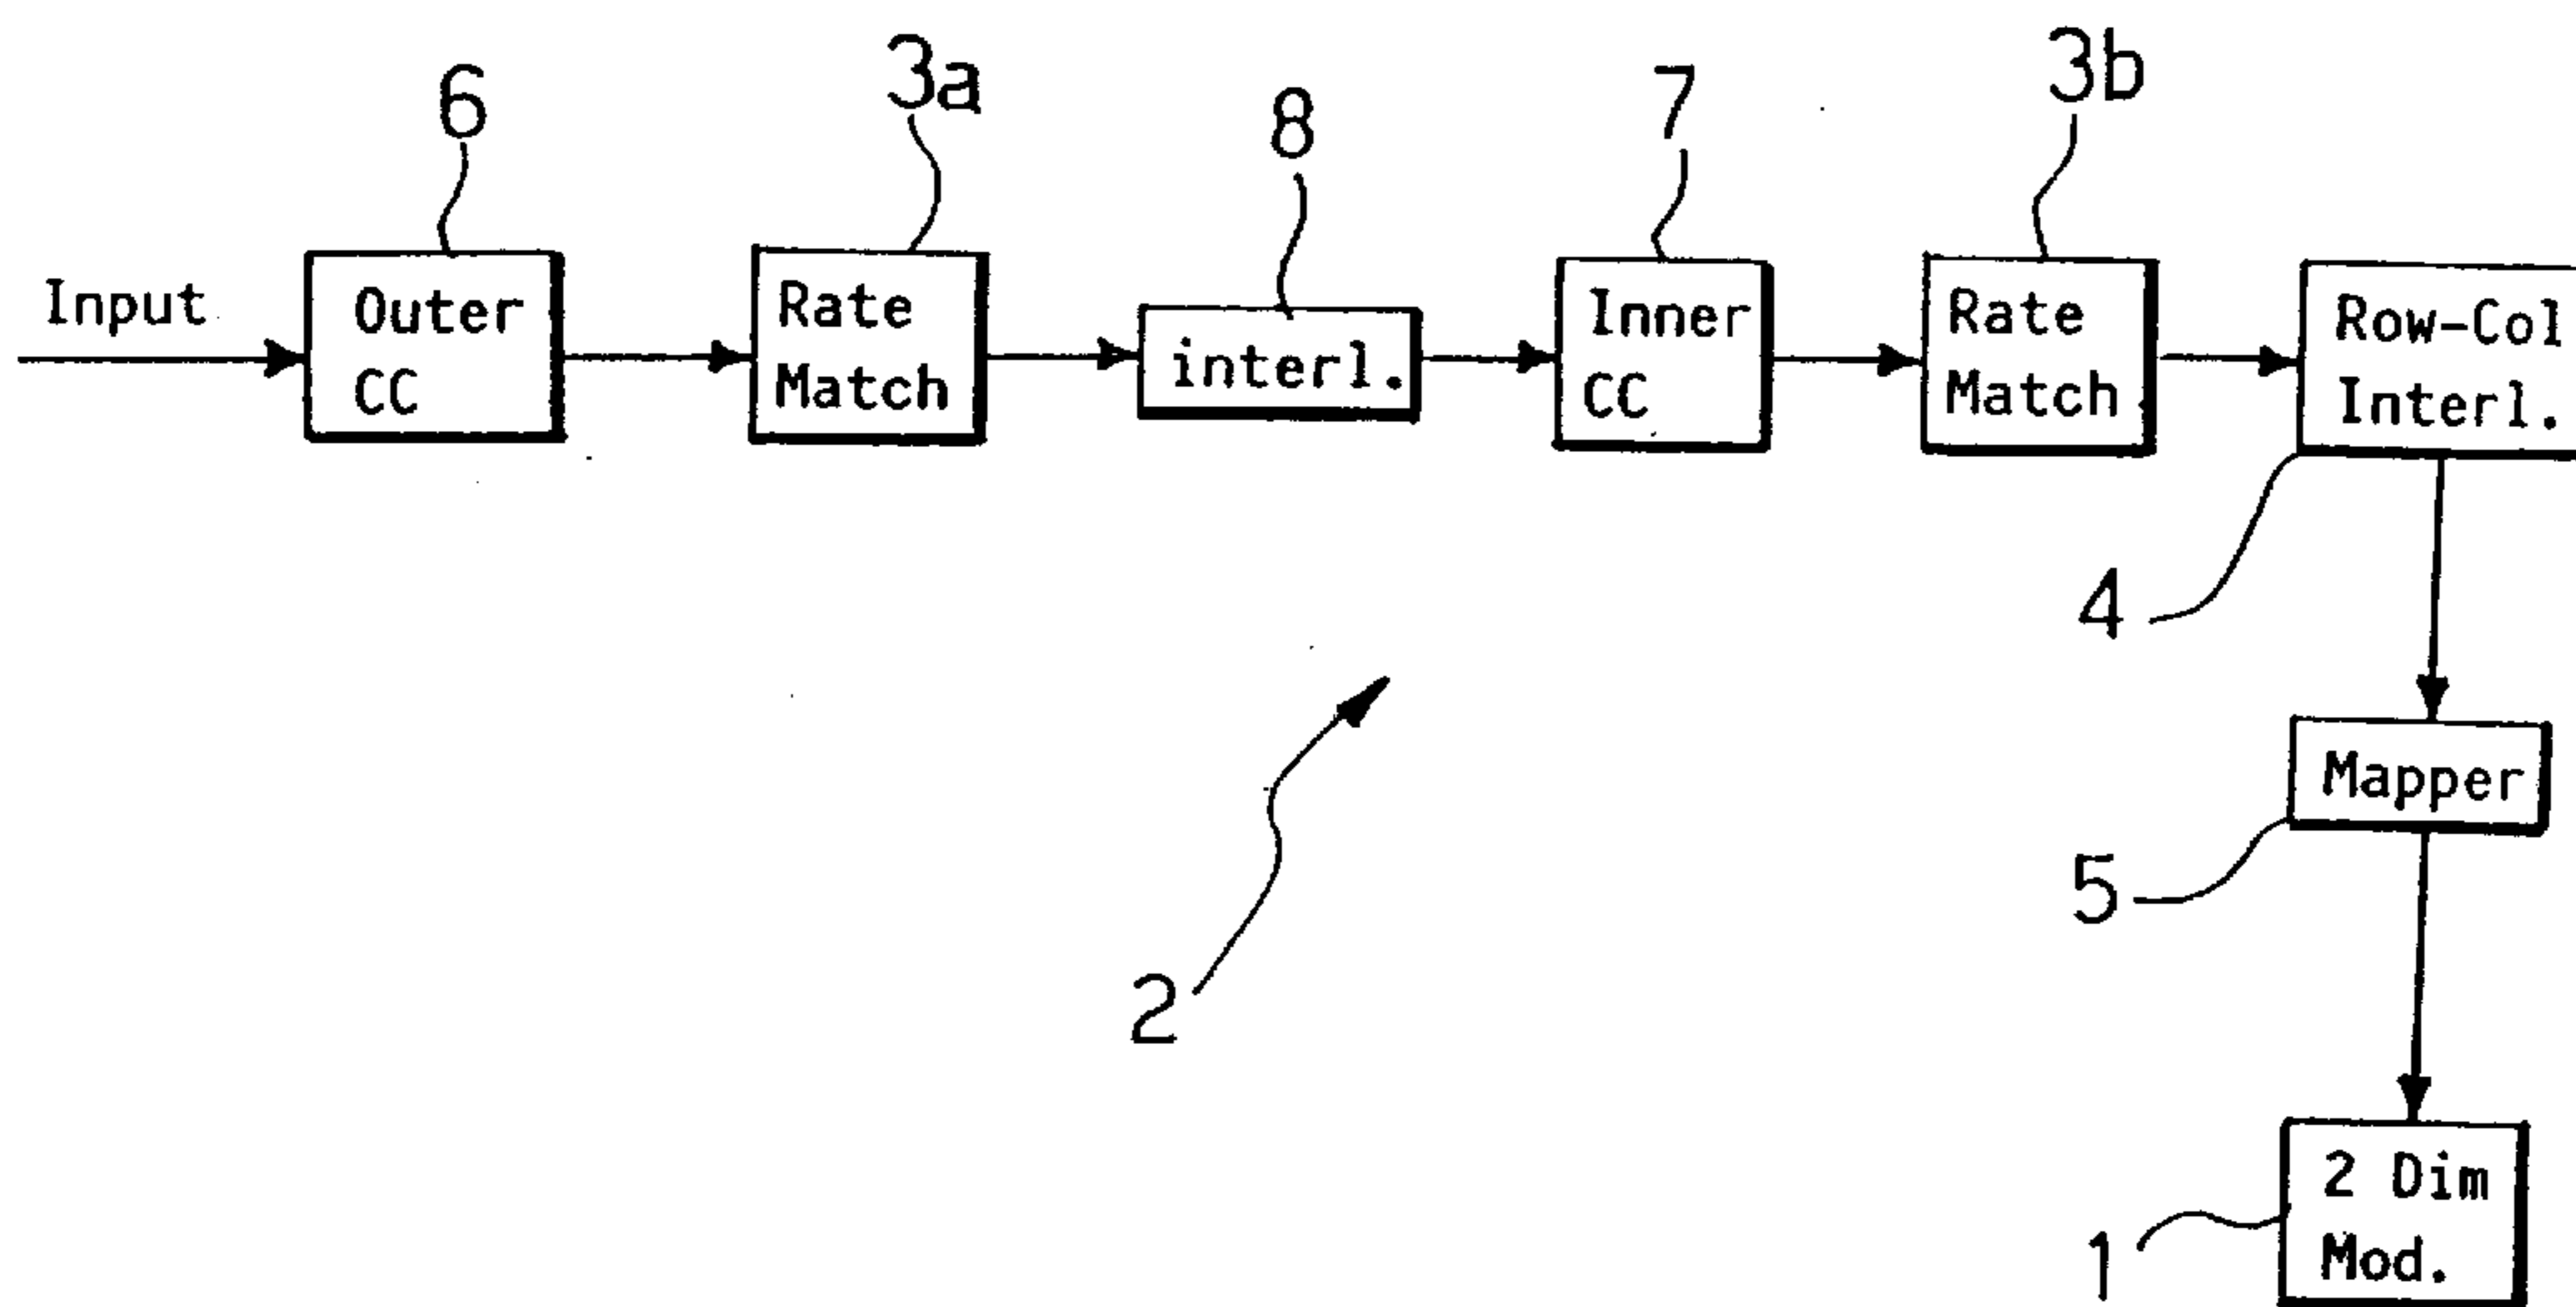 6
3a
8
7
3b
Input
Outer
CC
Rate
Match
interl.
Inner
CC
Rate
Match
Row-Col
Interl.
4
Mapper
5
2
2 Dim
Mod.
1